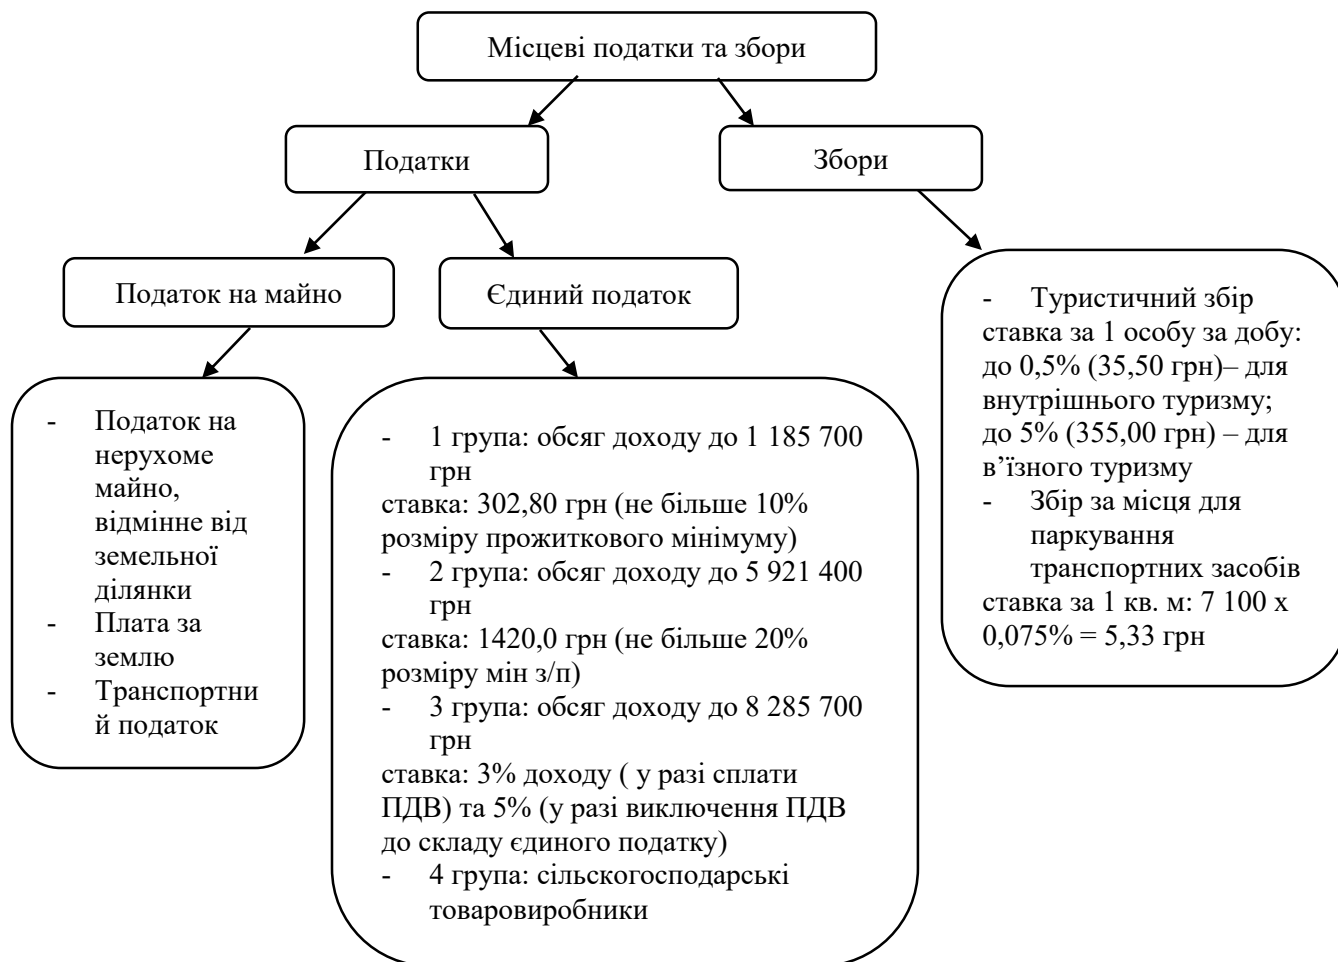 Місцеві податки та збори
Податки
Збори
Податок на майно
Єдиний податок
- Податок на
нерухоме
майно,
відмінне від
земельної
ділянки
- Плата за
землю
- Транспортни
й податок
- 1 група: обсяг доходу до 1 185 700
грн
ставка: 302,80 грн (не більше 10%
розміру прожиткового мінімуму)
- 2 група: обсяг доходу до 5 921 400
грн
ставка: 1420,0 грн (не більше 20%
розміру мін з/п)
- 3 група: обсяг доходу до 8 285 700
грн
ставка: 3% доходу ( у разі сплати
ПДВ) та 5% (у разі виключення ПДВ
до складу єдиного податку)
- 4 група: сільскогосподарські
товаровиробники
- Туристичний збір
ставка за 1 особу за добу:
до 0,5% (35,50 грн)– для
внутрішнього туризму;
до 5% (355,00 грн) – для
в’їзного туризму
- Збір за місця для
паркування
транспортних засобів
ставка за 1 кв. м: 7 100 х
0,075% = 5,33 грн